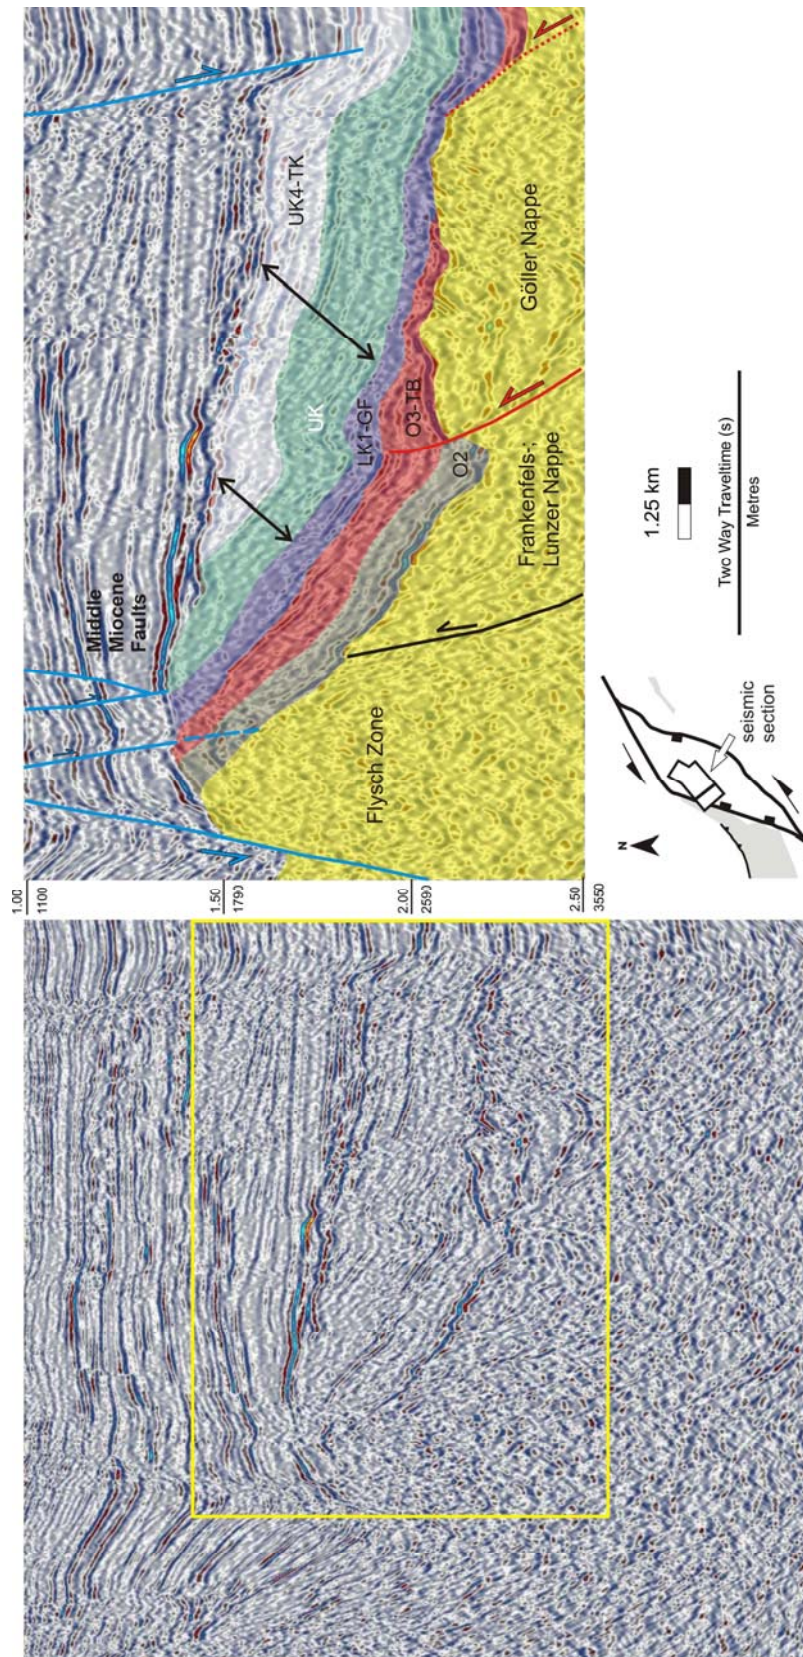 1.00
1100
1.50
1790
2.00
2590
2.50
3550
Middle
Miocene
Faults
UK4-TK
UK
LK1-GF
O3-TB
O2
Göller Nappe
Frankenfels-;
Lunzer Nappe
Flysch Zone
N
seismic
section
1.25 km
Two Way Traveltime (s)
Metres